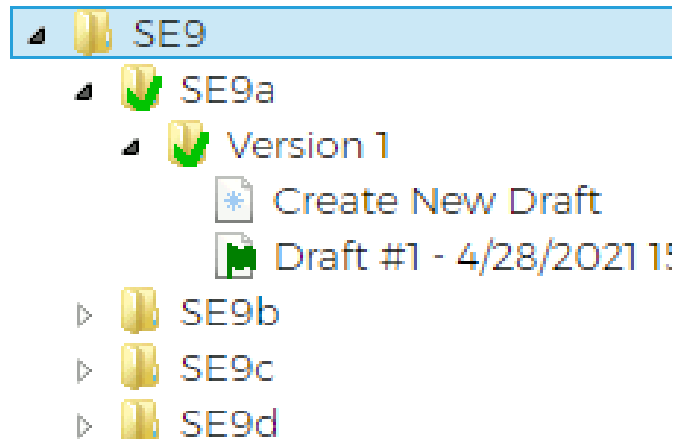 SE9
SE9a
Version 1
Create New Draft
Draft #1 - 4/28/2021
SE9b
SE9c
SE9d